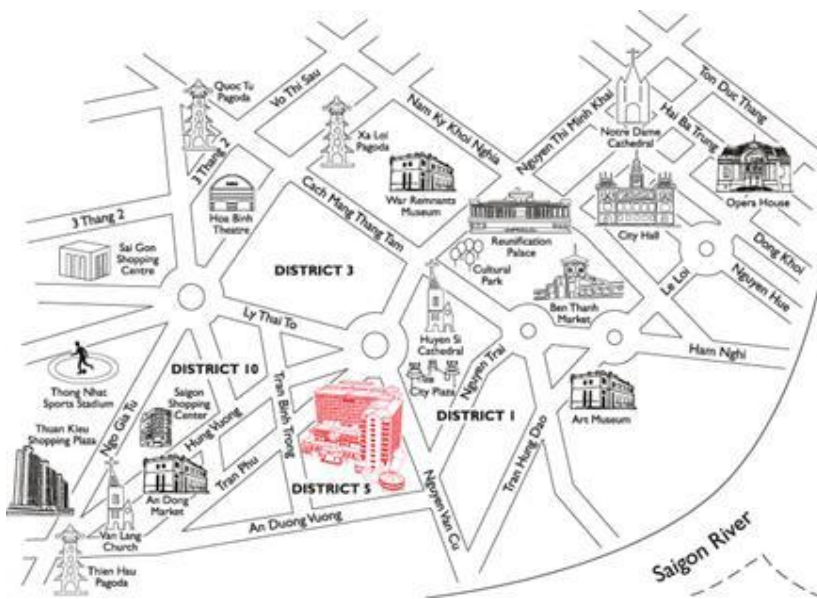 Quoc Tu
Pagoda
Vo Thi Sau
Xa Loi
Pagoda
Nam Ky Khoi Nghia
Nguyen Thi Minh Khai
Notre Dame
Cathedral
Hai Ba Trung
Ton Duc Thang
3 Thang 2
Hoa Binh
Theatre
Cach Mang Thang Tam
War Remnants
Museum
Opera House
3 Thang 2
Reunification
Palace
City Hall
Sai Gon
Shopping
Centre
DISTRICT 3
Cultural
Park
Dong Khoi
Le Loi
Nguyen Hue
Ben Thanh
Market
Ly Thai To
Huyen Si
Cathedral
Ham Nghi
DISTRICT 10
Thong Nhat
Sports Stadium
Saigon
Shopping
Center
Tran Binh Trong
City Plaza
Nguyen Trai
DISTRICT 1
Art Museum
Thuan Kieu
Shopping Plaza
Ngo Gia Tu
Hung Vuong
Tran Phu
An Dong
Market
DISTRICT 5
Nguyen Van Cu
Tran Hung Dao
An Duong Vuong
Van Lang
Church
Thien Hau
Pagoda
Saigon River